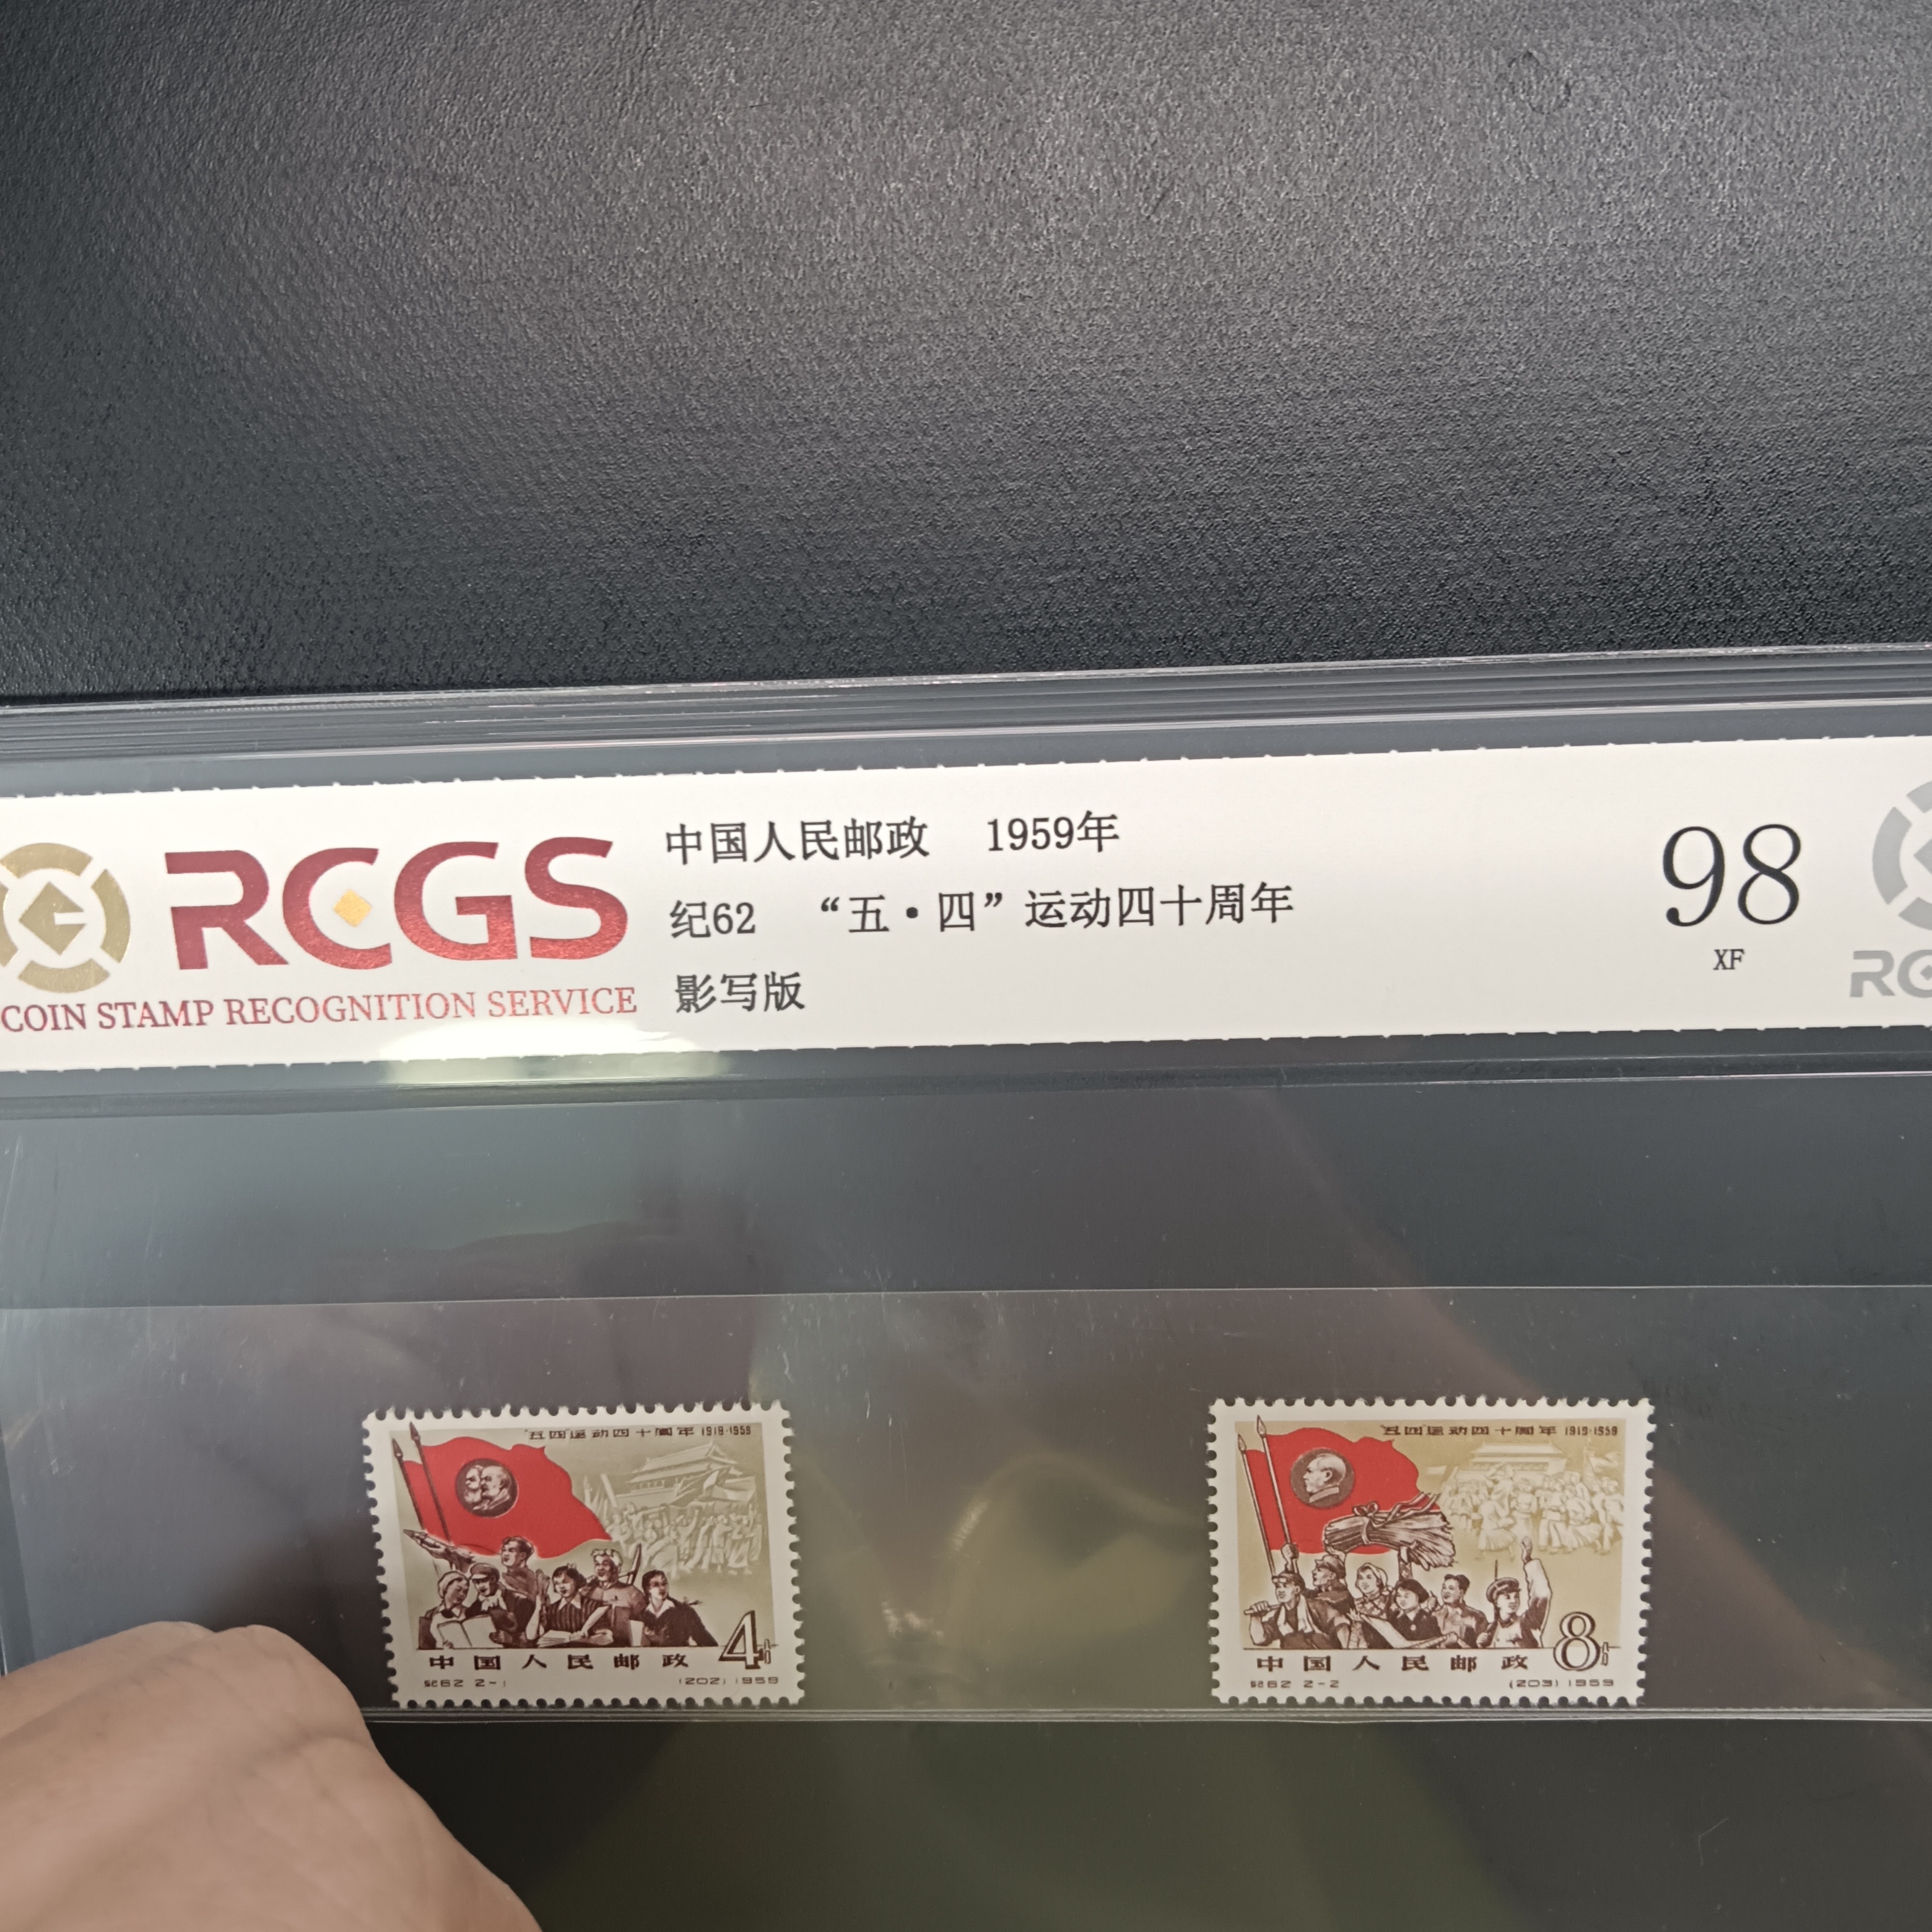 RCGS
COIN STAMP RECOGNITION SERVICE
中国人民邮政 1959年
纪62 “五·四”运动四十周年
影写版
98
XF
"五四"运动四十周年 1919-1959
4
中国人民邮政
纪62 2-1 (202) 1959
"五四"运动四十周年 1919-1959
8
中国人民邮政
纪62 2-2 (203) 1959